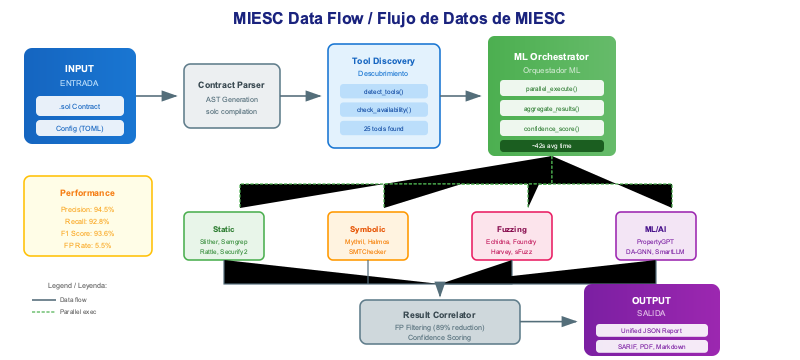 MIESC Data Flow / Flujo de Datos de MIESC
INPUT
ENTRADA
.sol Contract
Config (TOML)
Contract Parser
AST Generation
solc compilation
Tool Discovery
Descubrimiento
detect_tools()
check_availability()
25 tools found
ML Orchestrator
Orquestador ML
parallel_execute()
aggregate_results()
confidence_score()
~42s avg time
Performance
Precision: 94.5%
Recall: 92.8%
F1 Score: 93.6%
FP Rate: 5.5%
Static
Slither, Semgrep
Rattle, Securify2
Symbolic
Mythril, Halmos
SMTChecker
Fuzzing
Echidna, Foundry
Harvey, sFuzz
ML/AI
PropertyGPT
DA-GNN, SmartLLM
Legend / Leyenda:
Data flow
Parallel exec
Result Correlator
FP Filtering (89% reduction)
Confidence Scoring
OUTPUT
SALIDA
Unified JSON Report
SARIF, PDF, Markdown